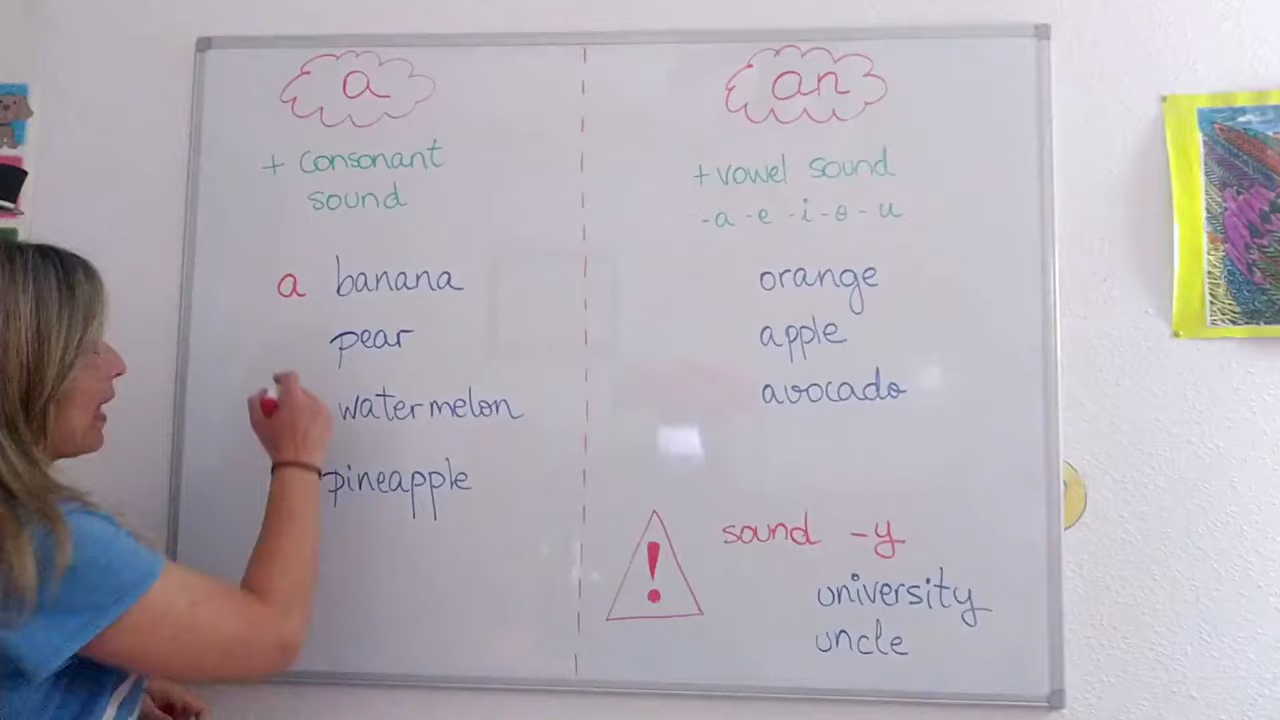 a
+ consonant
sound
a banana
pear
watermelon
pineapple
an
+ vowel sound
-a -e -i -o -u
orange
apple
avocado
! sound -y
university
uncle